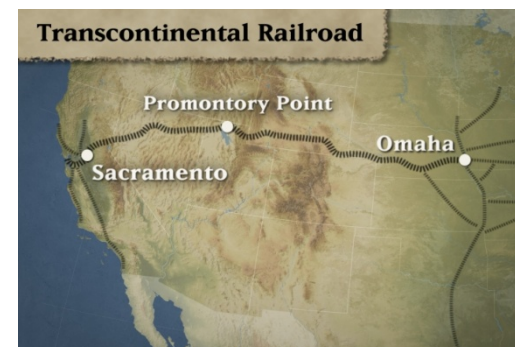 Transcontinental Railroad
Promontory Point
Omaha
Sacramento